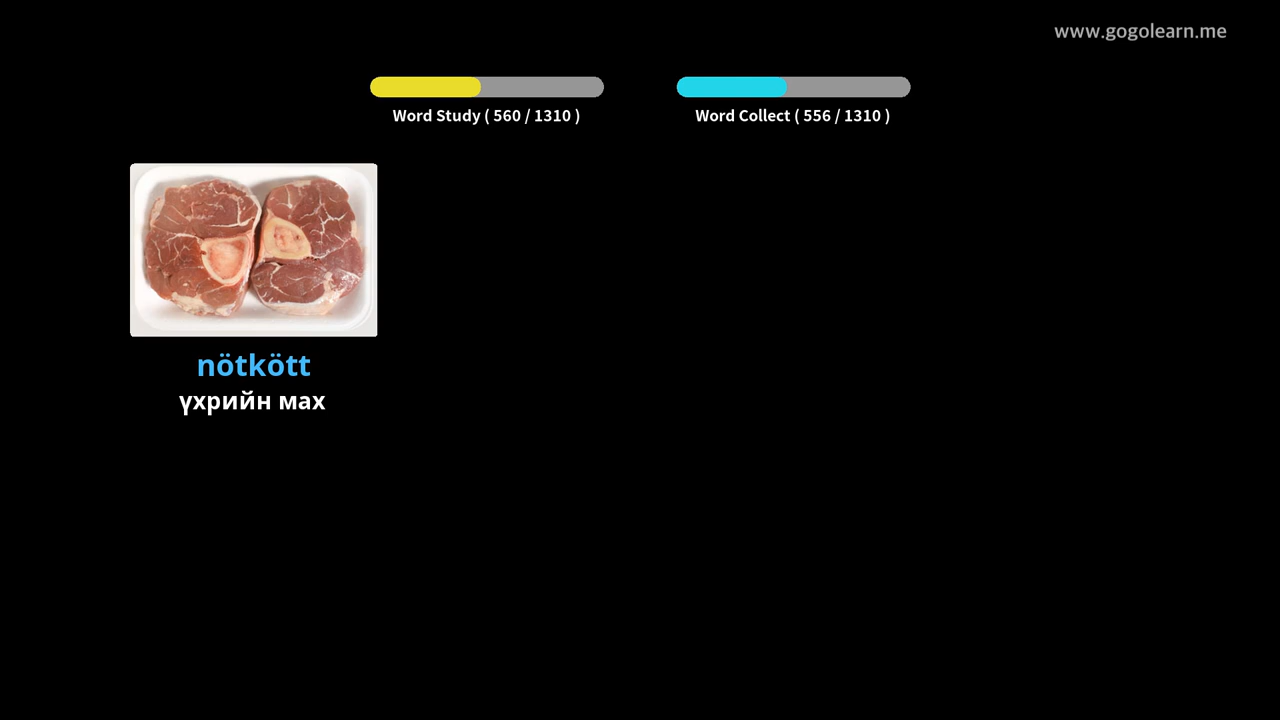 www.gogolearn.me
Word Study ( 560 / 1310 )
Word Collect ( 556 / 1310 )
nötkött
үхрийн мах